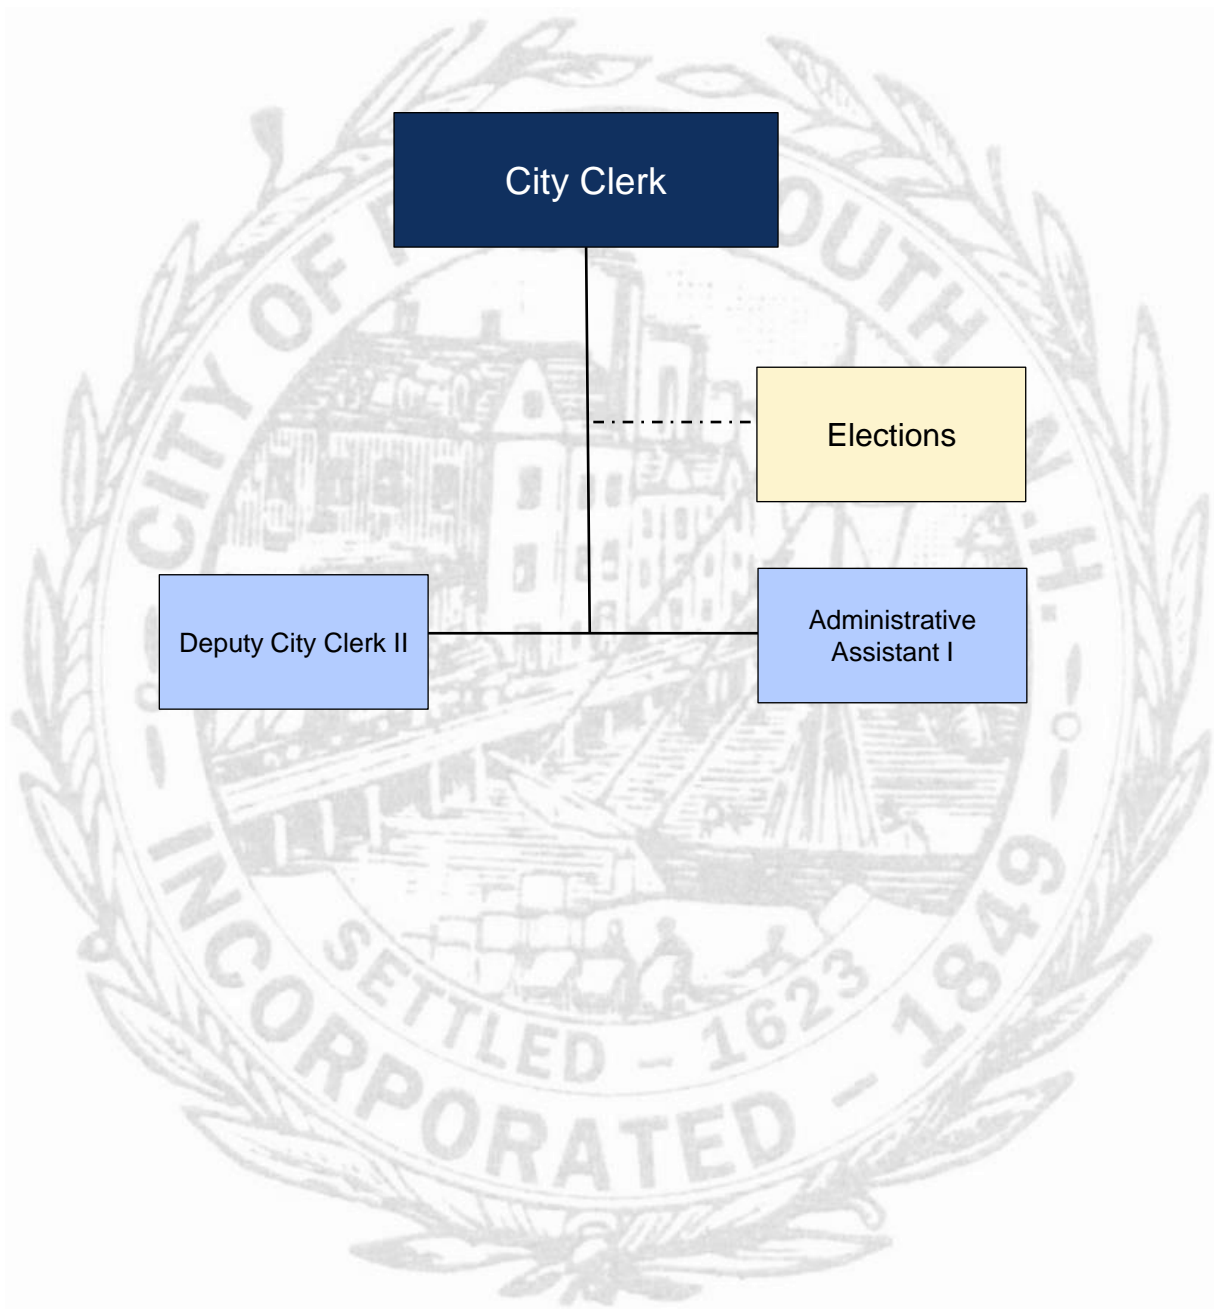 City Clerk
Elections
Deputy City Clerk II
Administrative
Assistant I
CITY OF P OUTH N.H.
SETTLED - 1623
INCORPORATED - 1849